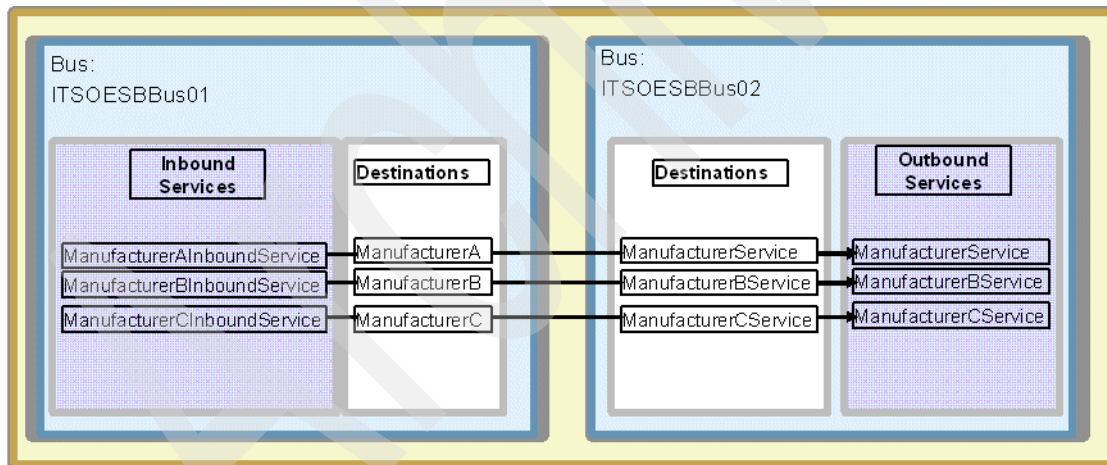 Bus:
ITSOESBBus01
Inbound
Services
Destinations
ManufacturerAInboundService
ManufacturerA
ManufacturerBInboundService
ManufacturerB
ManufacturerCInboundService
ManufacturerC
Bus:
ITSOESBBus02
Destinations
Outbound
Services
ManufacturerService
ManufacturerService
ManufacturerBService
ManufacturerBService
ManufacturerCService
ManufacturerCService